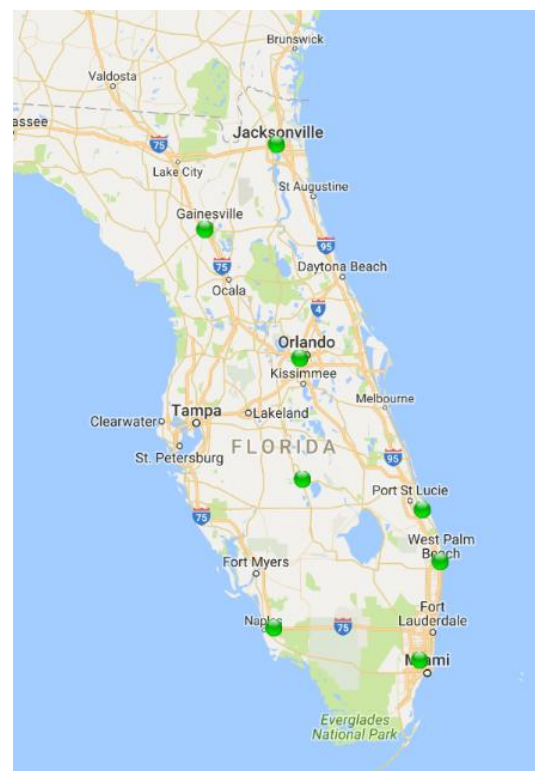 Brunswick
Valdosta
assee
75
Jacksonville
Lake City
St Augustine
Gainesville
95
75
Daytona Beach
Ocala
4
Orlando
Kissimmee
Melbourne
Clearwater
Tampa
Lakeland
FLORIDA
St. Petersburg
95
Port St Lucie
75
West Palm
Beach
Fort Myers
Naples
75
Fort
Lauderdale
Miami
Everglades
National Park